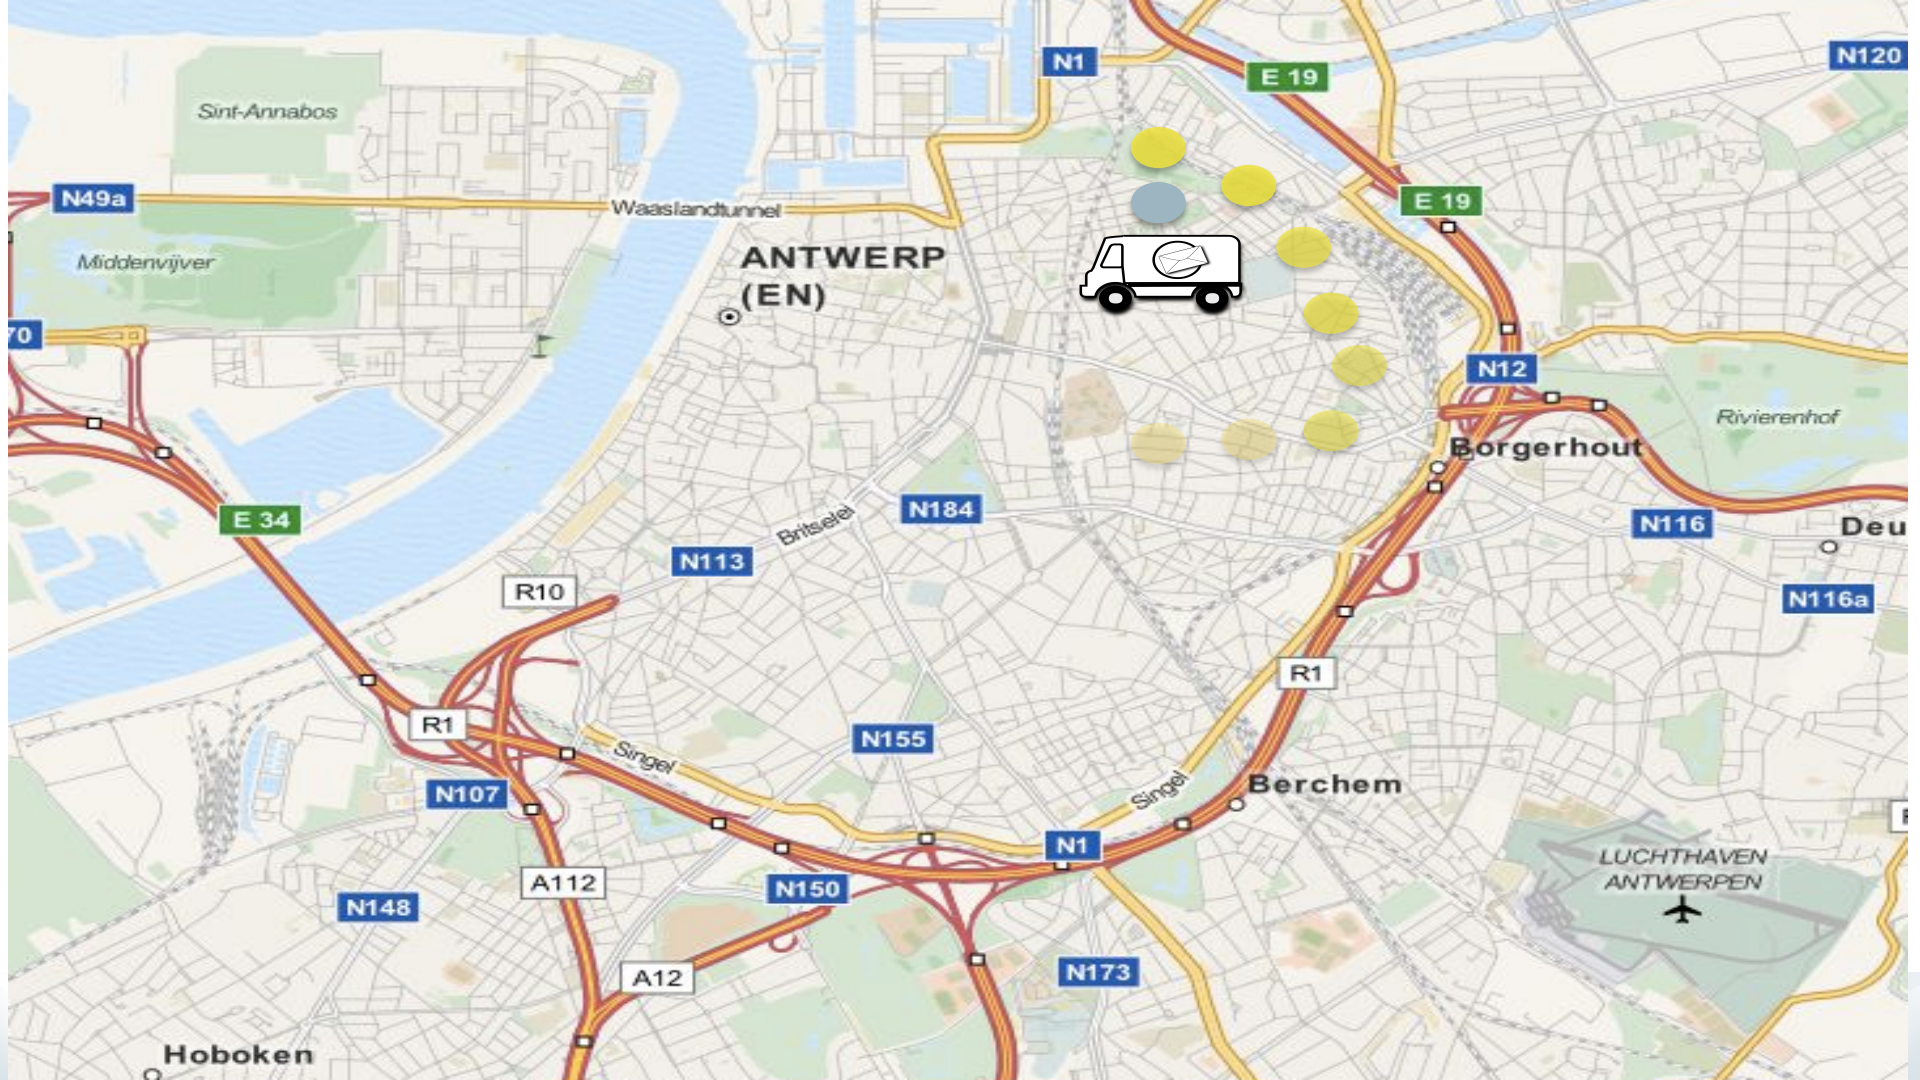 N1
N120
E 19
Sint-Annabos
N49a
Waaslandtunnel
E 19
Middenvijver
ANTWERP
(EN)
70
N12
Rivierenhof
Borgerhout
N184
Britselei
E 34
N116
Deu
N113
R10
N116a
R1
R1
N155
Singel
Singel
N107
Berchem
N1
LUCHTHAVEN
ANTWERPEN
A112
N150
N148
A12
N173
Hoboken